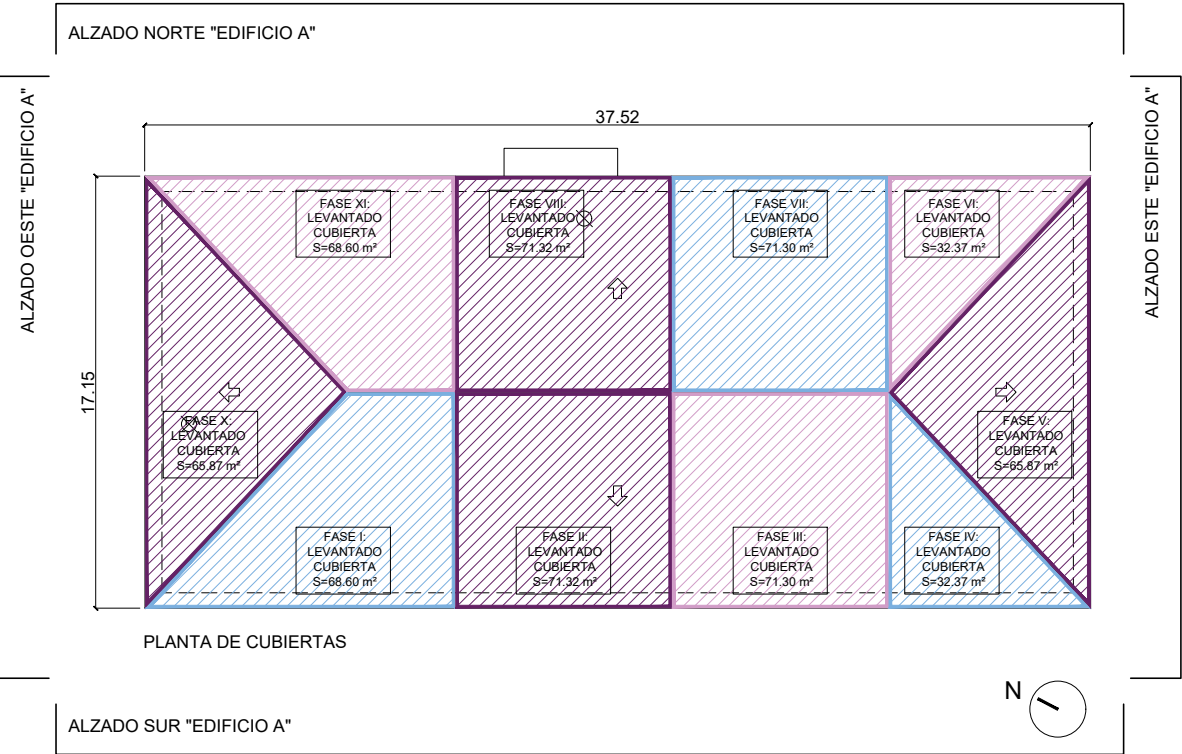 ALZADO NORTE "EDIFICIO A"
ALZADO OESTE "EDIFICIO A"
ALZADO ESTE "EDIFICIO A"
37.52
17.15
FASE XI:
LEVANTADO
CUBIERTA
S=68.60 m²
FASE VIII:
LEVANTADO
CUBIERTA
S=71.32 m²
FASE VII:
LEVANTADO
CUBIERTA
S=71.30 m²
FASE VI:
LEVANTADO
CUBIERTA
S=32.37 m²
FASE X:
LEVANTADO
CUBIERTA
S=65.87 m²
FASE V:
LEVANTADO
CUBIERTA
S=65.87 m²
FASE I:
LEVANTADO
CUBIERTA
S=68.60 m²
FASE II:
LEVANTADO
CUBIERTA
S=71.32 m²
FASE III:
LEVANTADO
CUBIERTA
S=71.30 m²
FASE IV:
LEVANTADO
CUBIERTA
S=32.37 m²
PLANTA DE CUBIERTAS
N
ALZADO SUR "EDIFICIO A"